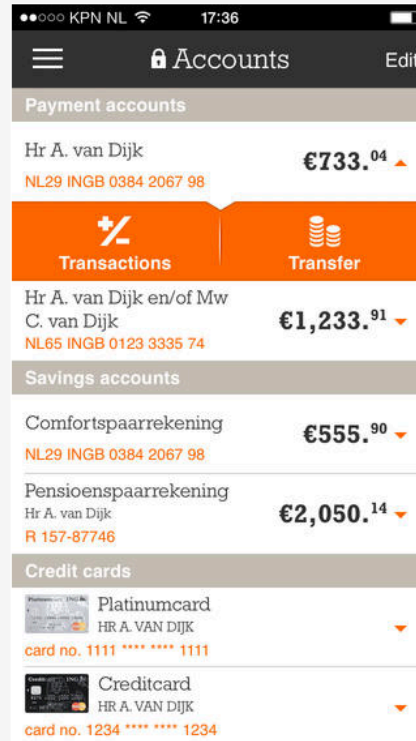 KPN NL 17:36
Accounts Edit
Payment accounts
Hr A. van Dijk €733.04
NL29 INGB 0384 2067 98
Transactions Transfer
Hr A. van Dijk en/of Mw
C. van Dijk €1,233.91
NL65 INGB 0123 3335 74
Savings accounts
Comfortspaarrekening €555.90
NL29 INGB 0384 2067 98
Pensioenspaarrekening
Hr A. van Dijk €2,050.14
R 157-87746
Credit cards
Platinumcard
HR A. VAN DIJK
card no. 1111 **** **** 1111
Creditcard
HR A. VAN DIJK
card no. 1234 **** **** 1234